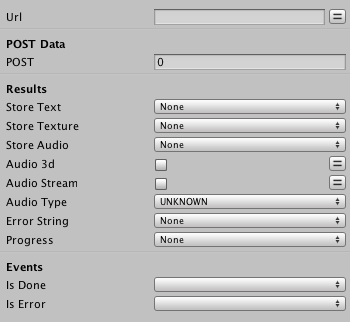 Url
POST Data
POST 0
Results
Store Text None
Store Texture None
Store Audio None
Audio 3d
Audio Stream
Audio Type UNKNOWN
Error String None
Progress None
Events
Is Done
Is Error